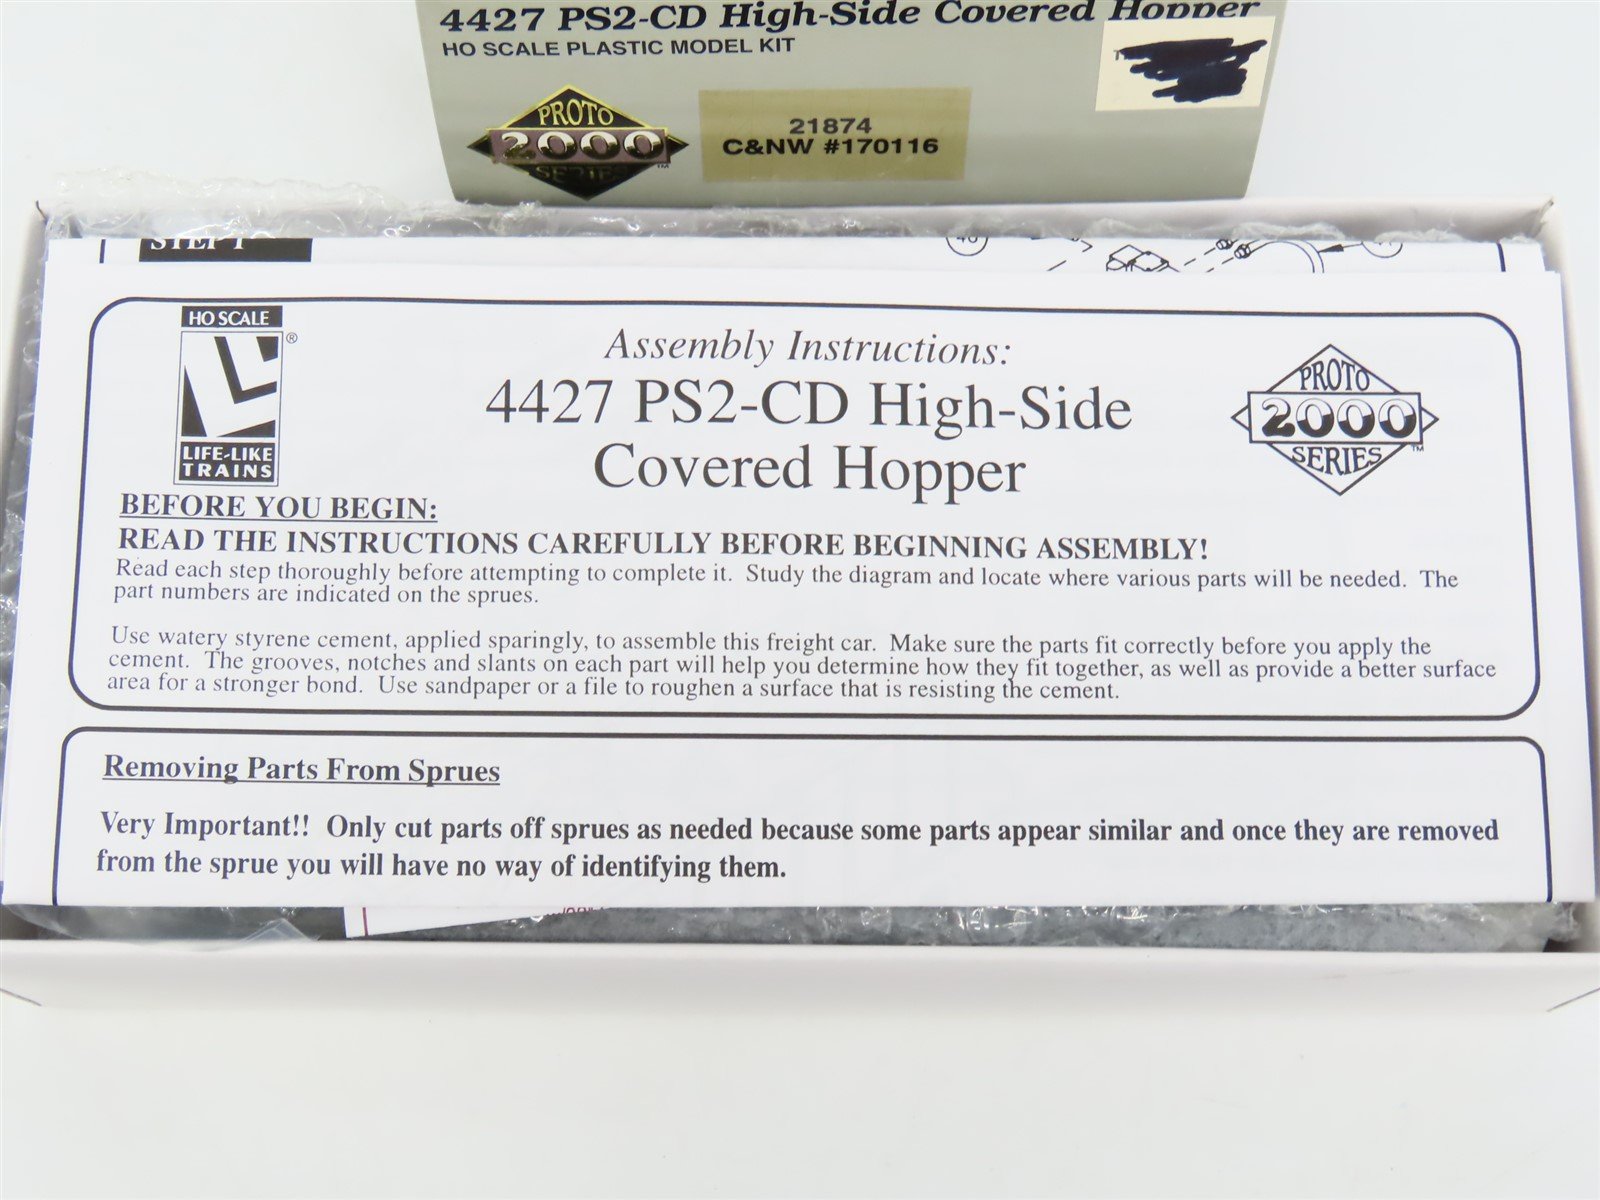 4427 PS2-CD High-Side Covered Hopper
HO SCALE PLASTIC MODEL KIT
PROTO
2000
SERIES
TM
21874
C&NW #170116
STEP 1
HO SCALE
®
LIFE-LIKE
TRAINS
Assembly Instructions:
4427 PS2-CD High-Side
Covered Hopper
PROTO
2000
SERIES
TM
BEFORE YOU BEGIN:
READ THE INSTRUCTIONS CAREFULLY BEFORE BEGINNING ASSEMBLY!
Read each step thoroughly before attempting to complete it. Study the diagram and locate where various parts will be needed. The
part numbers are indicated on the sprues.
Use watery styrene cement, applied sparingly, to assemble this freight car. Make sure the parts fit correctly before you apply the
cement. The grooves, notches and slants on each part will help you determine how they fit together, as well as provide a better surface
area for a stronger bond. Use sandpaper or a file to roughen a surface that is resisting the cement.
Removing Parts From Sprues
Very Important!! Only cut parts off sprues as needed because some parts appear similar and once they are removed
from the sprue you will have no way of identifying them.